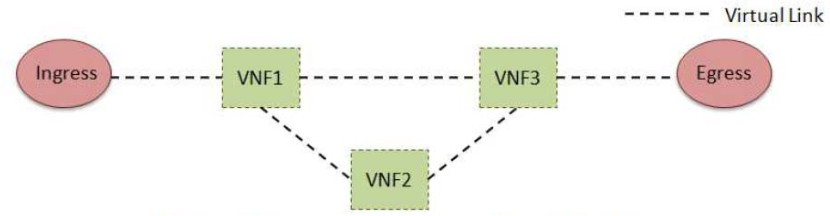 Virtual Link
Ingress
VNF1
VNF3
Egress
VNF2